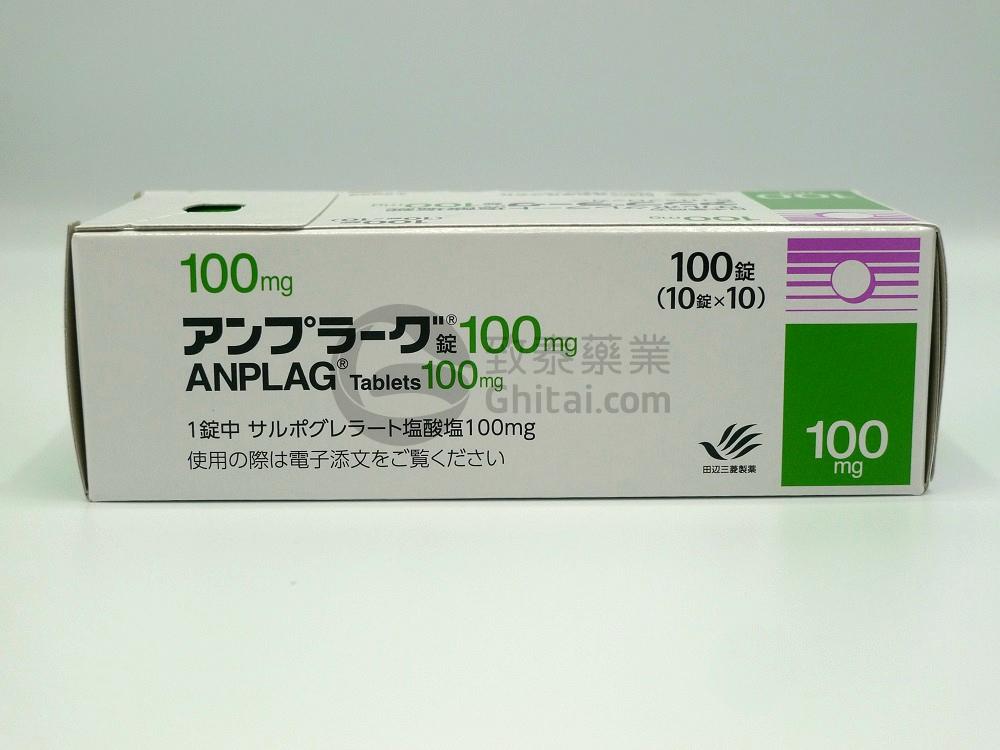 100mg
アンプラーグ®錠100mg
ANPLAG® Tablets 100mg
1錠中 サルポグレラート塩酸塩100mg
使用の際は電子添文をご覧ください
100錠
(10錠×10)
田辺三菱製薬
100
mg
致泰藥業
Ghitai.com